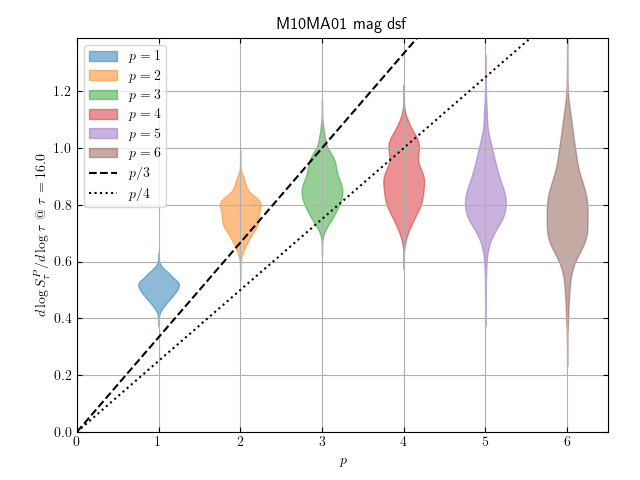 M10MA01 mag dsf
p = 1
p = 2
p = 3
p = 4
p = 5
p = 6
p/3
p/4
d log S_τ^P / d log τ @ τ = 16.0
1.2
1.0
0.8
0.6
0.4
0.2
0.0
0 1 2 3 4 5 6
p